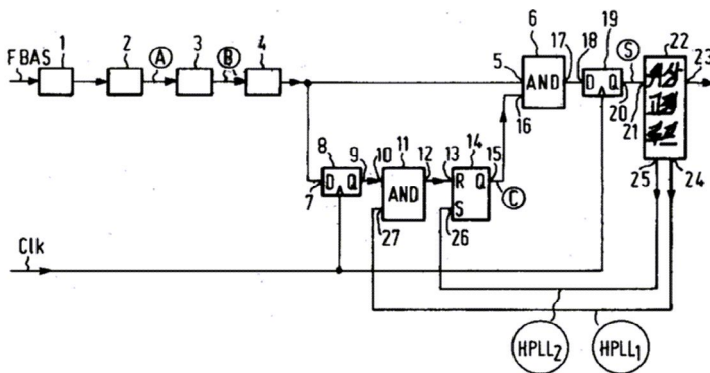 6 17 19
1 2 A 3 B 4 18 S 22
FBAS 23
5 AND D Q
16 20 21
8 9 10 11 12 13 14 15
D Q AND R Q 25 24
7 S C
27 26
Clk
HPLL2 HPLL1